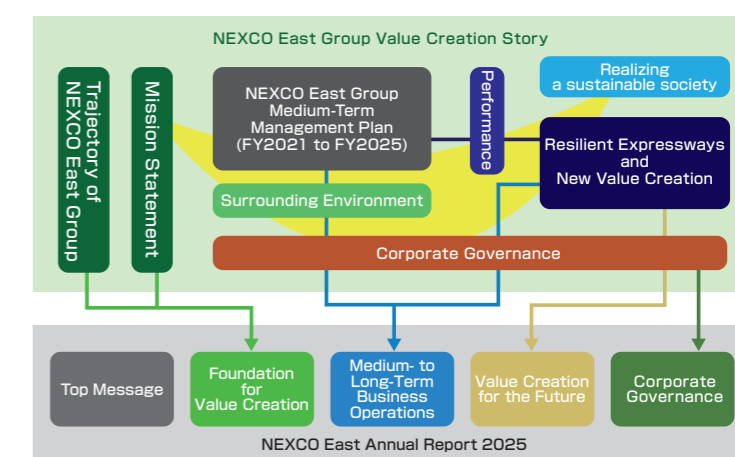 NEXCO East Group Value Creation Story
Trajectory of
NEXCO East Group
Mission Statement
NEXCO East Group
Medium-Term
Management Plan
(FY2021 to FY2025)
Performance
Realizing
a sustainable society
Resilient Expressways
and
New Value Creation
Surrounding Environment
Corporate Governance
Top Message
Foundation
for
Value Creation
Medium- to
Long-Term
Business
Operations
Value Creation
for the Future
Corporate
Governance
NEXCO East Annual Report 2025